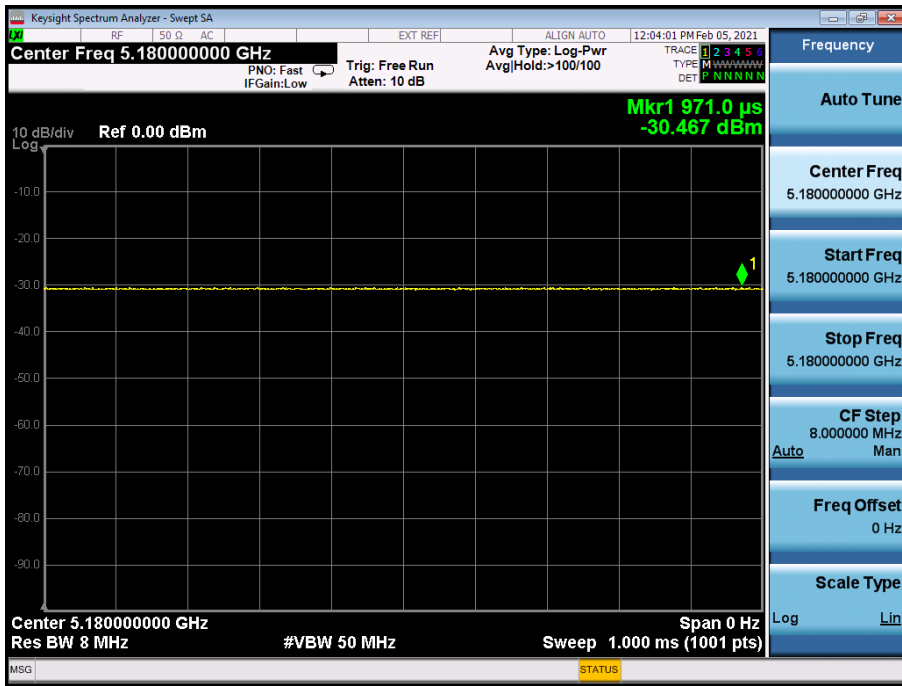 Keysight Spectrum Analyzer - Swept SA
LXI RF 50 Ω AC EXT REF ALIGN AUTO 12:04:01 PM Feb 05, 2021
Center Freq 5.180000000 GHz
PNO: Fast
IFGain:Low
Trig: Free Run
Atten: 10 dB
Avg Type: Log-Pwr
Avg|Hold:>100/100
TRACE 1 2 3 4 5 6
TYPE M WWWWW
DET P N N N N N
Mkr1 971.0 µs
-30.467 dBm
10 dB/div Ref 0.00 dBm
Log
1
-10.0
-20.0
-30.0
-40.0
-50.0
-60.0
-70.0
-80.0
-90.0
Center 5.180000000 GHz Span 0 Hz
Res BW 8 MHz #VBW 50 MHz Sweep 1.000 ms (1001 pts)
MSG STATUS
Frequency
Auto Tune
Center Freq
5.180000000 GHz
Start Freq
5.180000000 GHz
Stop Freq
5.180000000 GHz
CF Step
8.000000 MHz
Auto Man
Freq Offset
0 Hz
Scale Type
Log Lin